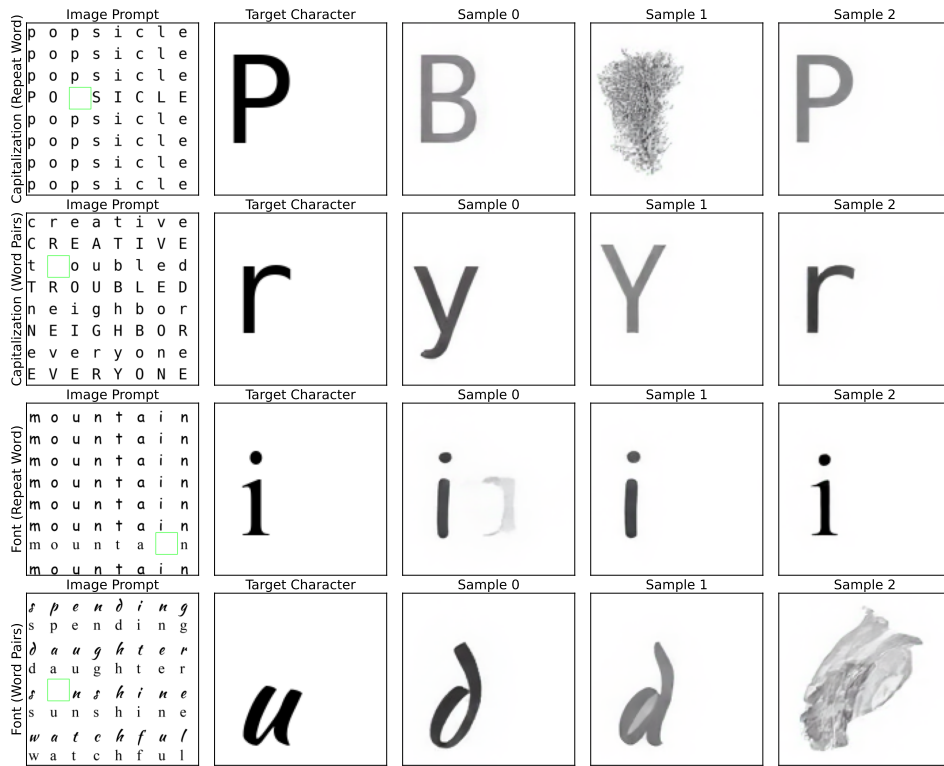 Image Prompt Target Character Sample 0 Sample 1 Sample 2
Capitalization (Repeat Word)
p o p s i c l e
p o p s i c l e
p o p s i c l e
P O S I C L E
p o p s i c l e
p o p s i c l e
p o p s i c l e
p o p s i c l e
P B P
Image Prompt Target Character Sample 0 Sample 1 Sample 2
Capitalization (Word Pairs)
c r e a t i v e
C R E A T I V E
t o u b l e d
T R O U B L E D
n e i g h b o r
N E I G H B O R
e v e r y o n e
E V E R Y O N E
r y Y r
Image Prompt Target Character Sample 0 Sample 1 Sample 2
Font (Repeat Word)
m o u n t a i n
m o u n t a i n
m o u n t a i n
m o u n t a i n
m o u n t a i n
m o u n t a i n
m o u n t a n
m o u n t a i n
i i i i
Image Prompt Target Character Sample 0 Sample 1 Sample 2
Font (Word Pairs)
s p e n d i n g
s p e n d i n g
d a u g h t e r
d a u g h t e r
s n s h i n e
s u n s h i n e
w a t c h f u l
w a t c h f u l
u d d